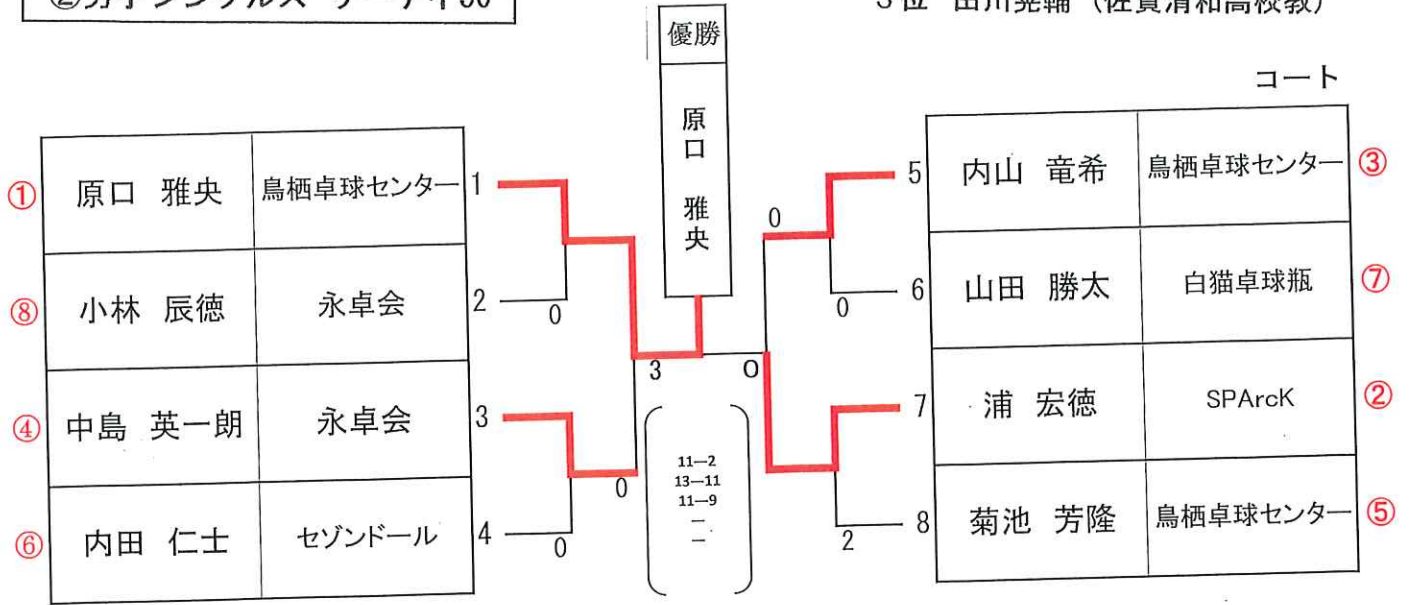 コート
優勝
原口 雅央
① 原口 雅央 鳥栖卓球センター 1
⑧ 小林 辰徳 永卓会 2
④ 中島 英一朗 永卓会 3
⑥ 内田 仁士 セゾンドール 4
5 内山 竜希 鳥栖卓球センター ③
6 山田 勝太 白猫卓球瓶 ⑦
7 浦 宏徳 SPArcK ②
8 菊池 芳隆 鳥栖卓球センター ⑤
0
0
0
3
0
0
0
2
11―2
13―11
11―9
―
―